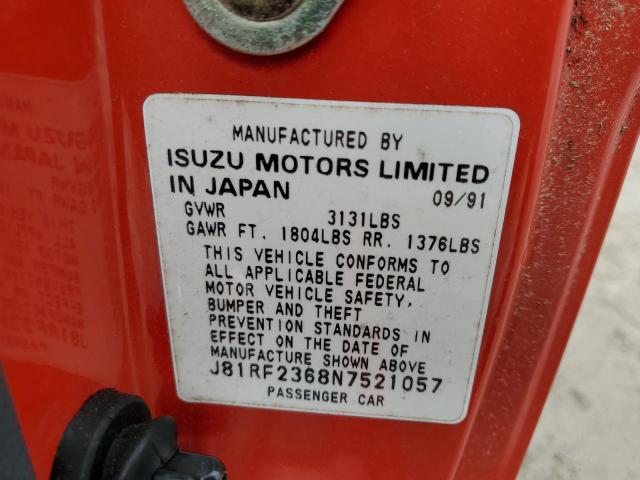 MANUFACTURED BY
ISUZU MOTORS LIMITED
IN JAPAN 09/91
GVWR 3131LBS
GAWR FT. 1804LBS RR. 1376LBS
THIS VEHICLE CONFORMS TO
ALL APPLICABLE FEDERAL
MOTOR VEHICLE SAFETY,
BUMPER AND THEFT
PREVENTION STANDARDS IN
EFFECT ON THE DATE OF
MANUFACTURE SHOWN ABOVE
J81RF2368N7521057
PASSENGER CAR